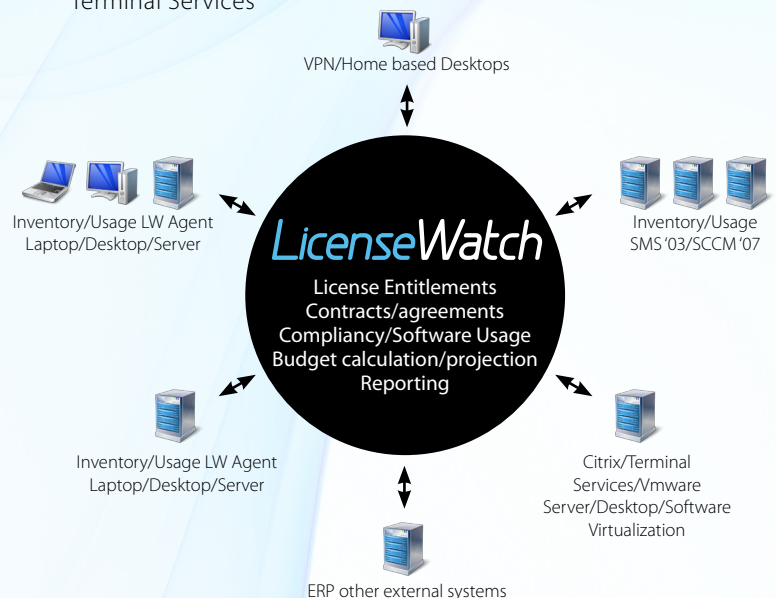 Terminal Services
VPN/Home based Desktops
Inventory/Usage LW Agent
Laptop/Desktop/Server
Inventory/Usage
SMS '03/SCCM '07
LicenseWatch
License Entitlements
Contracts/agreements
Compliancy/Software Usage
Budget calculation/projection
Reporting
Inventory/Usage LW Agent
Laptop/Desktop/Server
Citrix/Terminal
Services/Vmware
Server/Desktop/Software
Virtualization
ERP other external systems